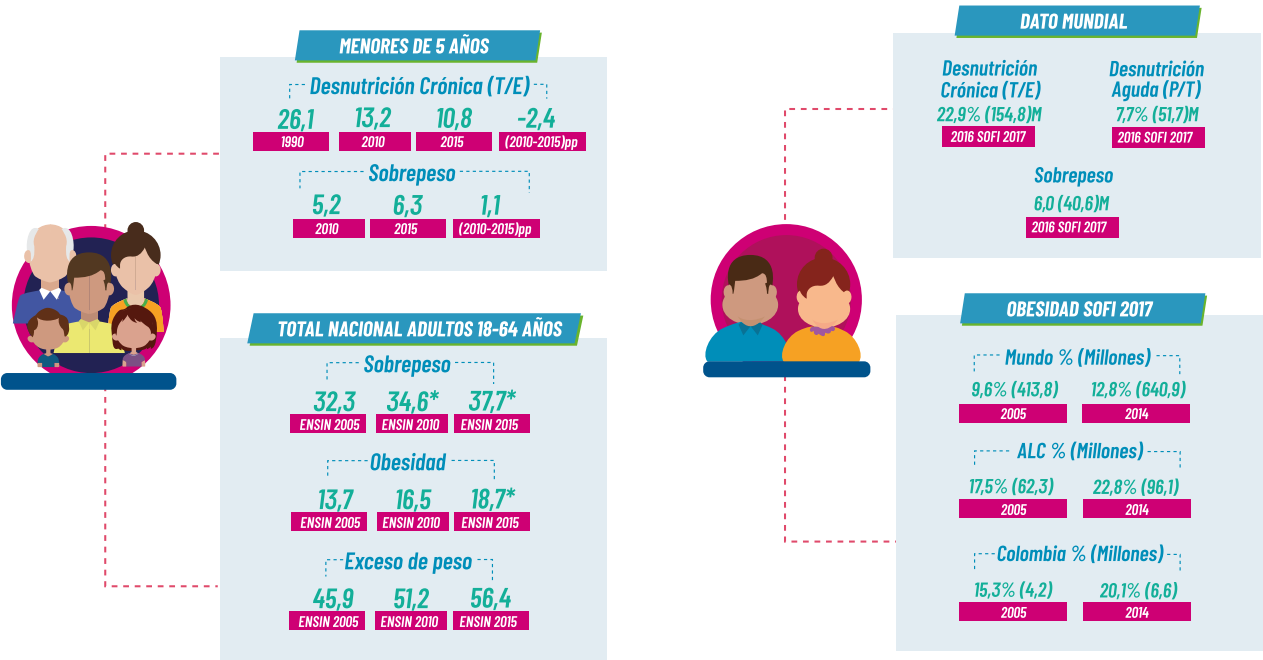 MENORES DE 5 AÑOS
Desnutrición Crónica (T/E)
26,1 13,2 10,8 -2,4
1990 2010 2015 (2010-2015)pp
Sobrepeso
5,2 6,3 1,1
2010 2015 (2010-2015)pp
TOTAL NACIONAL ADULTOS 18-64 AÑOS
Sobrepeso
32,3 34,6* 37,7*
ENSIN 2005 ENSIN 2010 ENSIN 2015
Obesidad
13,7 16,5 18,7*
ENSIN 2005 ENSIN 2010 ENSIN 2015
Exceso de peso
45,9 51,2 56,4
ENSIN 2005 ENSIN 2010 ENSIN 2015
DATO MUNDIAL
Desnutrición
Crónica (T/E)
22,9% (154,8)M
2016 SOFI 2017
Desnutrición
Aguda (P/T)
7,7% (51,7)M
2016 SOFI 2017
Sobrepeso
6,0 (40,6)M
2016 SOFI 2017
OBESIDAD SOFI 2017
Mundo % (Millones)
9,6% (413,8) 12,8% (640,9)
2005 2014
ALC % (Millones)
17,5% (62,3) 22,8% (96,1)
2005 2014
Colombia % (Millones)
15,3% (4,2) 20,1% (6,6)
2005 2014